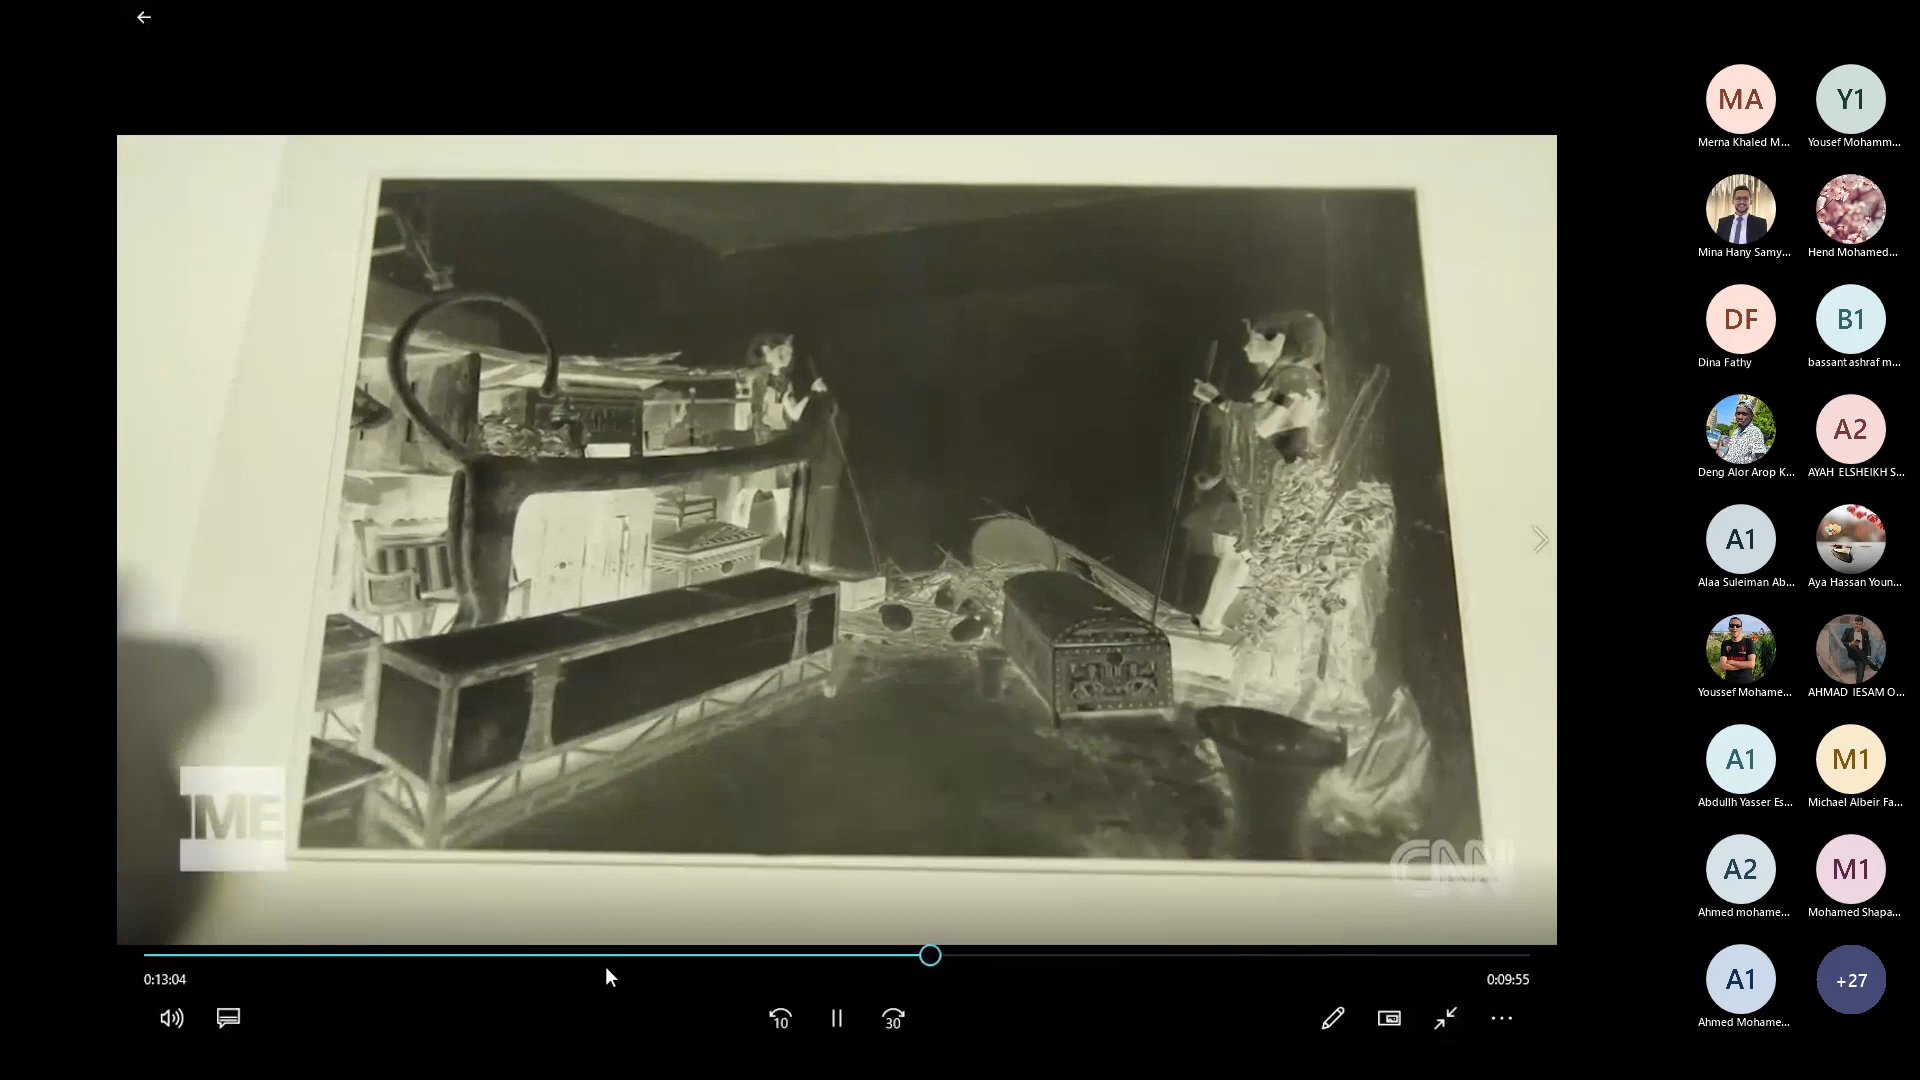 MA
Y1
Merna Khaled M...
Yousef Mohamm...
Mina Hany Samy...
Hend Mohamed...
DF
B1
Dina Fathy
bassant ashraf m...
A2
Deng Alor Arop K...
AYAH ELSHEIKH S...
A1
Alaa Suleiman Ab...
Aya Hassan Youn...
Youssef Mohame...
AHMAD IESAM O...
A1
M1
Abdullh Yasser Es...
Michael Albeir Fa...
A2
M1
Ahmed mohame...
Mohamed Shapa...
A1
+27
Ahmed Mohame...
ME
CNN
0:13:04
0:09:55
10
30